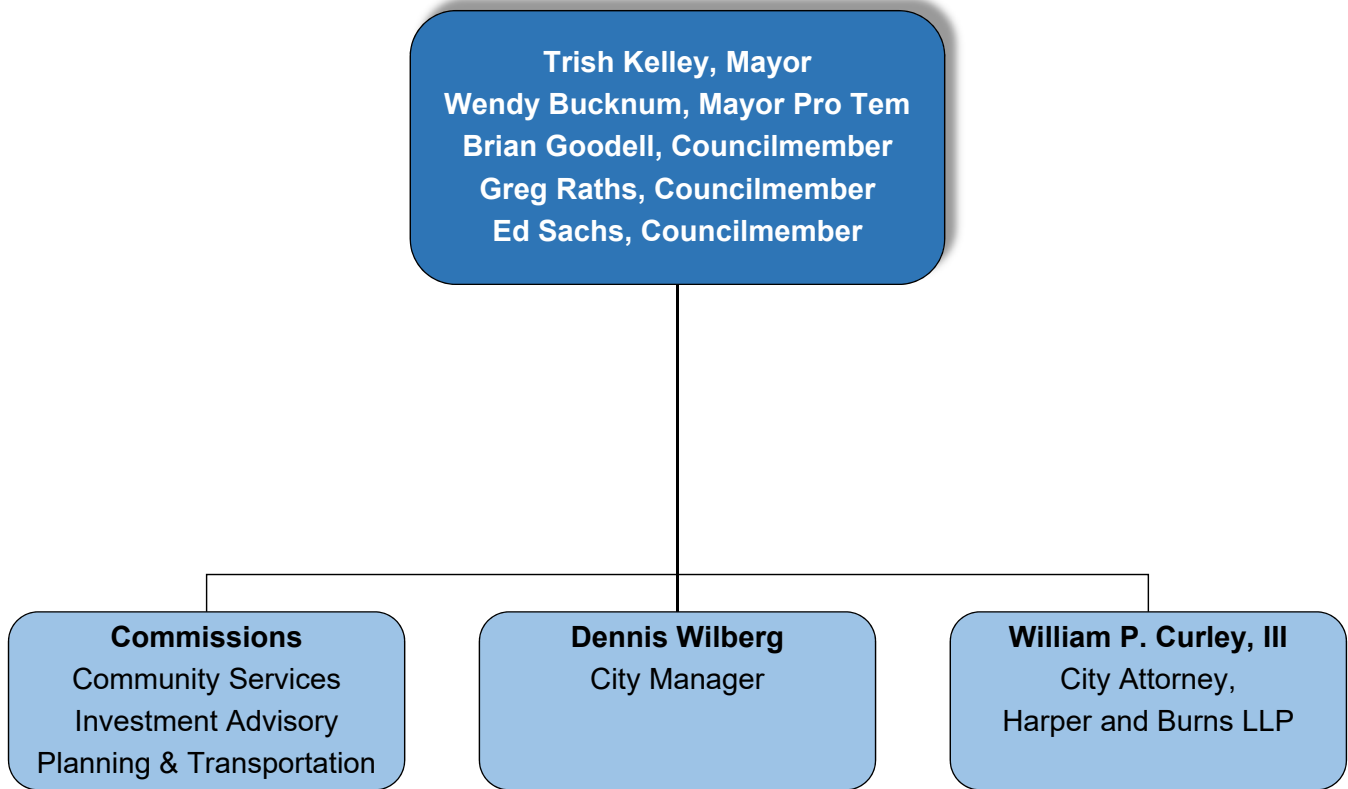 Trish Kelley, Mayor
Wendy Bucknum, Mayor Pro Tem
Brian Goodell, Councilmember
Greg Raths, Councilmember
Ed Sachs, Councilmember
Commissions
Community Services
Investment Advisory
Planning & Transportation
Dennis Wilberg
City Manager
William P. Curley, III
City Attorney,
Harper and Burns LLP